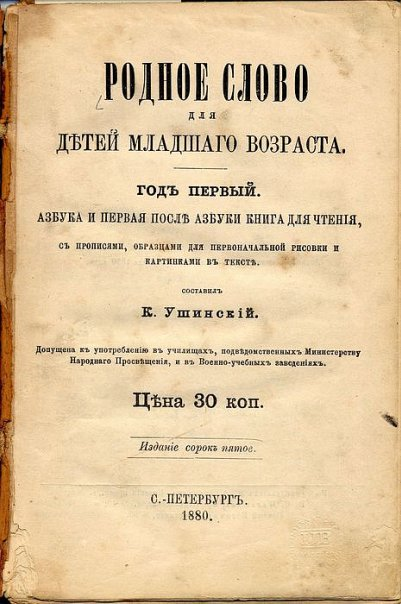 РОДНОЕ СЛОВО
ДЛЯ
ДѢТЕЙ МЛАДШАГО ВОЗРАСТА.
ГОДЪ ПЕРВЫЙ.
АЗБУКА И ПЕРВАЯ ПОСЛѢ АЗБУКИ КНИГА ДЛЯ ЧТЕНІЯ,
СЪ ПРОПИСЯМИ, ОБРАЗЦАМИ ДЛЯ ПЕРВОНАЧАЛЬНОЙ РИСОВКИ И
КАРТИНКАМИ ВЪ ТЕКСТѢ.
СОСТАВИЛЪ
К. Ушинскій.
Допущена къ употребленію въ училищахъ, подвѣдомственныхъ Министерству
Народнаго Просвѣщенія, и въ Военно-учебныхъ заведеніяхъ.
Цѣна 30 коп.
Изданіе сорокъ пятое.
С.-ПЕТЕРБУРГЪ.
1880.